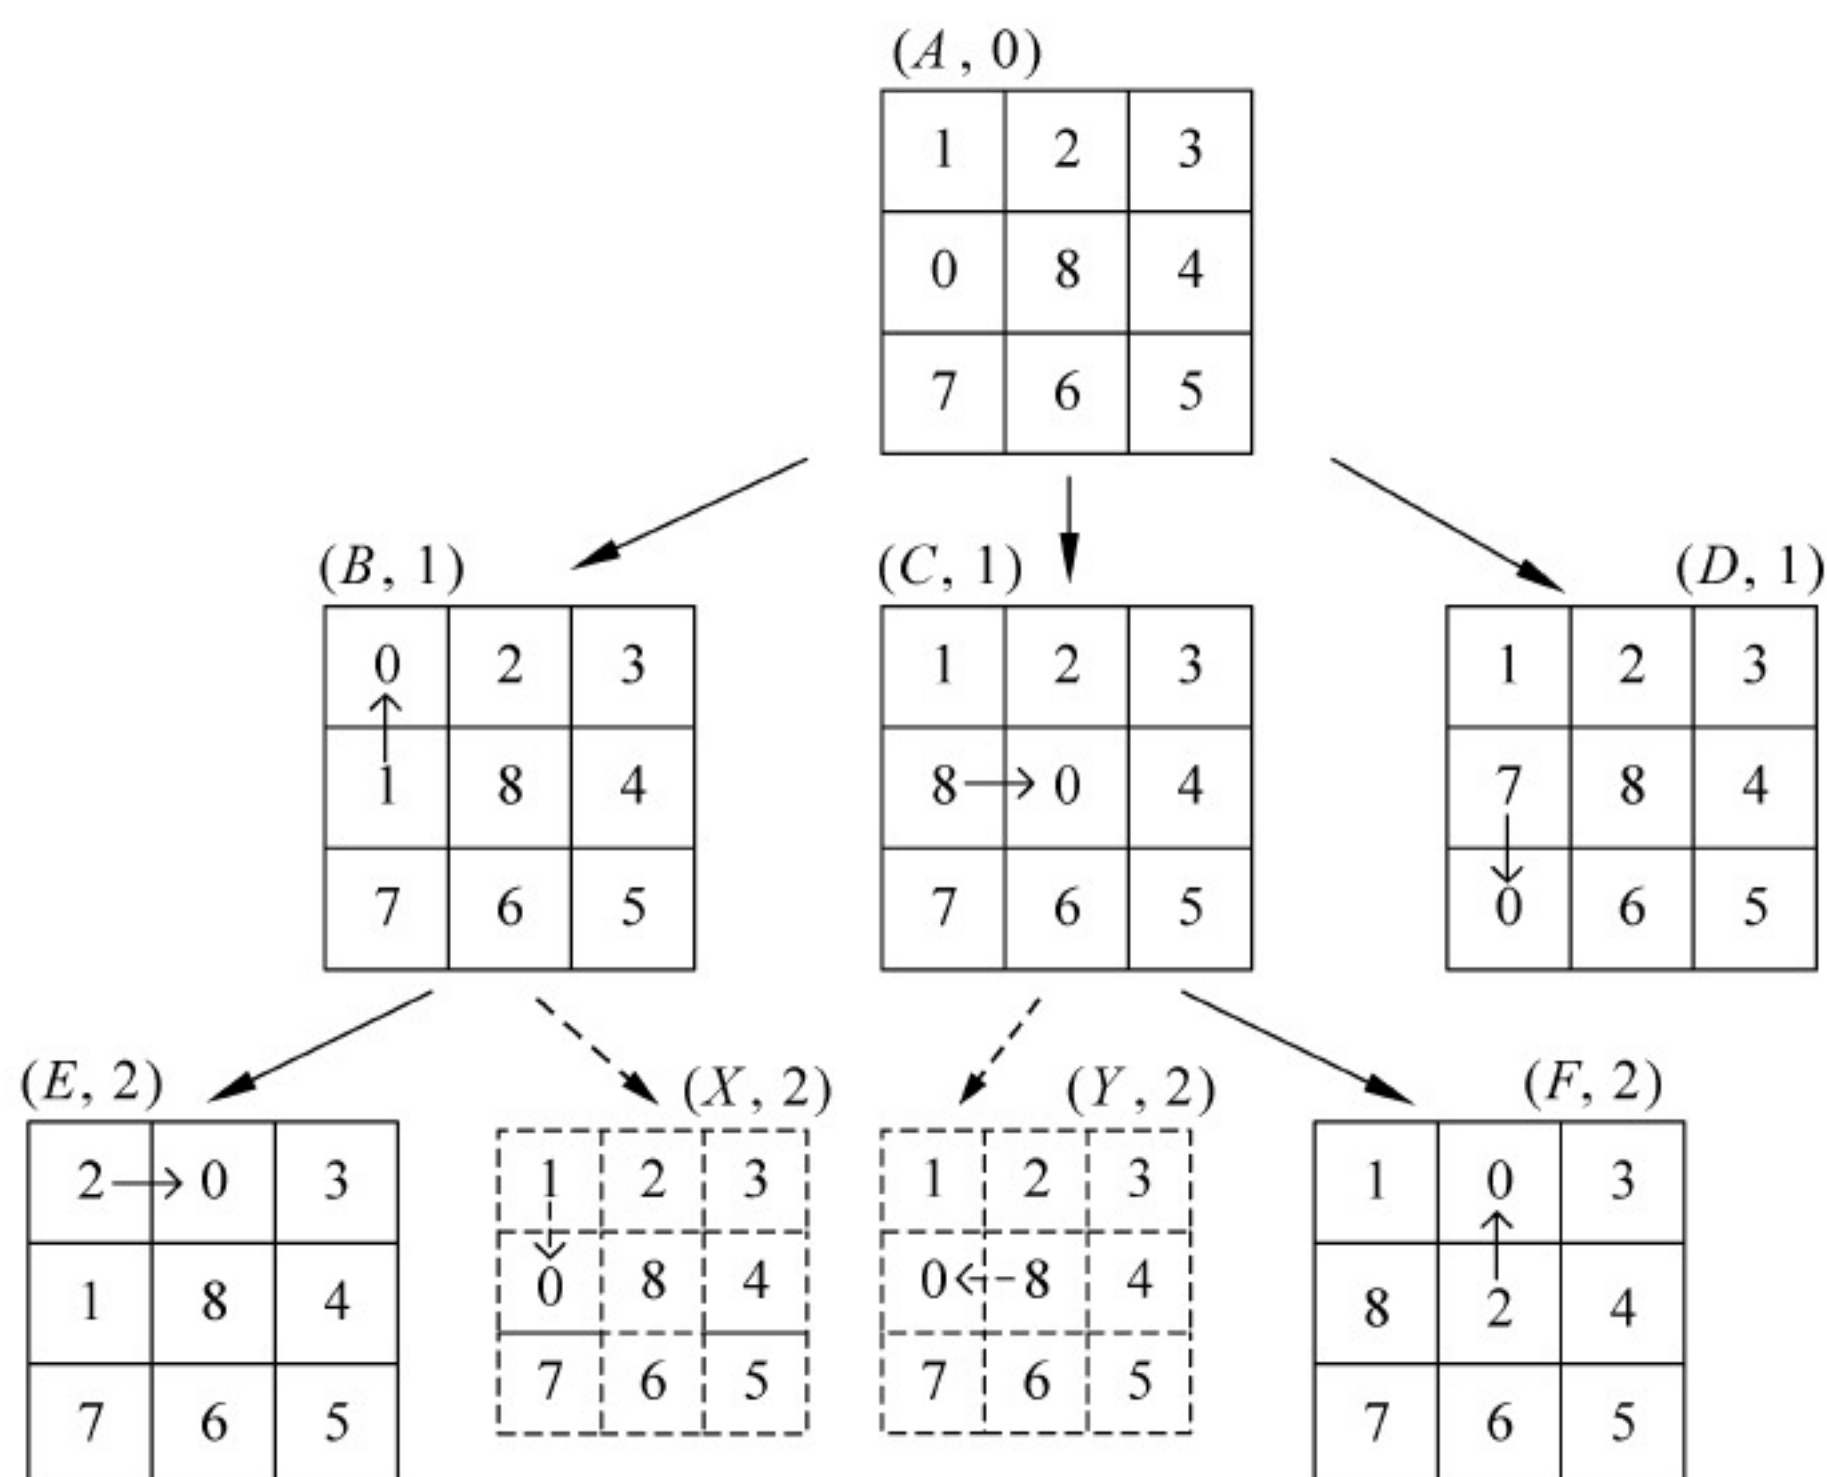 (A, 0)
1 2 3
0 8 4
7 6 5
(B, 1)
0 2 3
1 8 4
7 6 5
(C, 1)
1 2 3
8 0 4
7 6 5
(D, 1)
1 2 3
7 8 4
0 6 5
(E, 2)
2 0 3
1 8 4
7 6 5
(X, 2)
1 2 3
0 8 4
7 6 5
(Y, 2)
1 2 3
0 8 4
7 6 5
(F, 2)
1 0 3
8 2 4
7 6 5